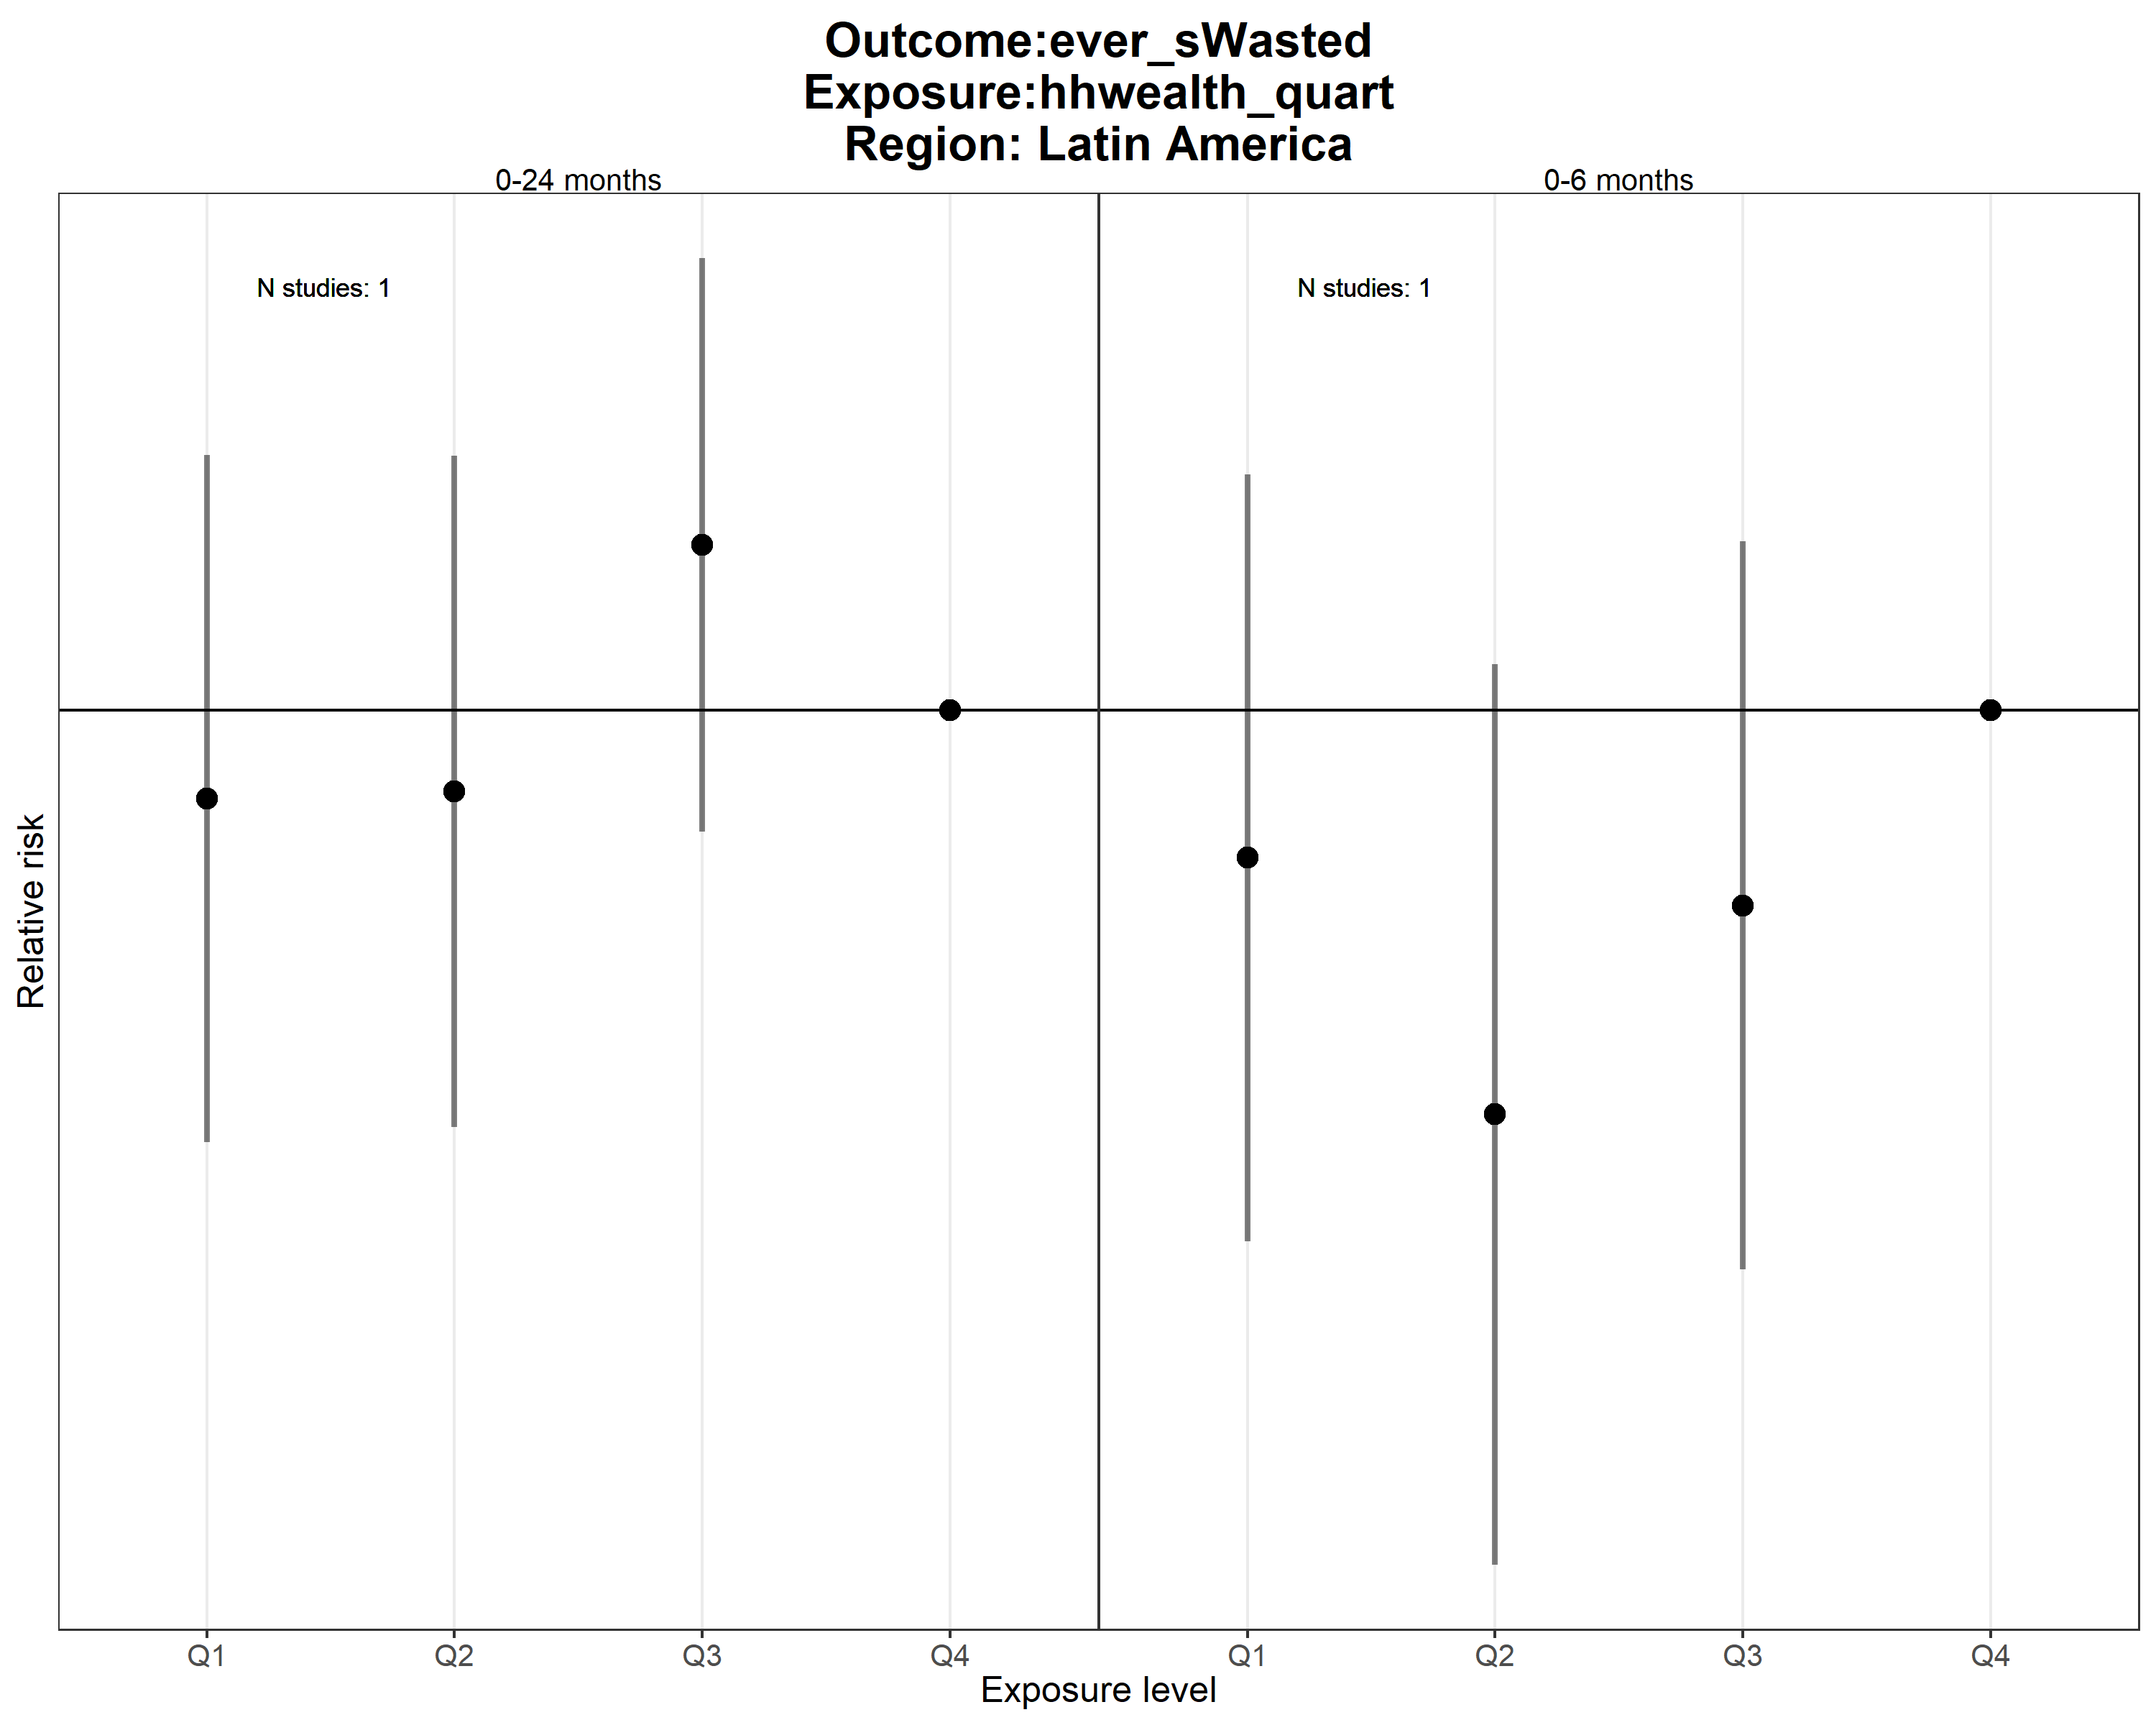 Outcome:ever_sWasted
Exposure:hhwealth_quart
Region: Latin America
0-24 months
0-6 months
N studies: 1
N studies: 1
Relative risk
Q1
Q2
Q3
Q4
Q1
Q2
Q3
Q4
Exposure level